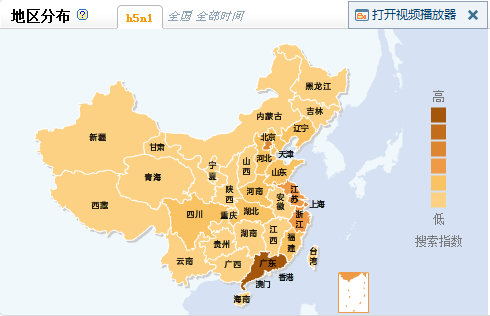 地区分布 ? h5n1 全国 全部时间 打开视频播放器 ×
黑龙江
吉林
内蒙古
辽宁
北京
新疆
甘肃
天津
河北
山西
宁夏
山东
青海
陕西
河南
江苏
西藏
安徽
上海
四川
重庆
湖北
浙江
湖南
江西
贵州
福建
台湾
云南
广西
广东
香港
澳门
海南
高
低
搜索指数